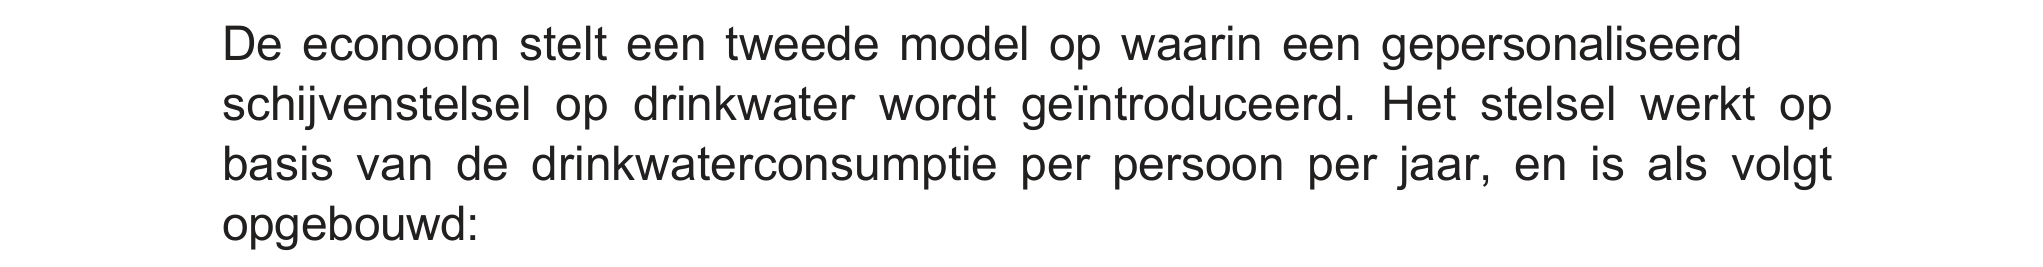 De econoom stelt een tweede model op waarin een gepersonaliseerd
schijvenstelsel op drinkwater wordt geïntroduceerd. Het stelsel werkt op
basis van de drinkwaterconsumptie per persoon per jaar, en is als volgt
opgebouwd: